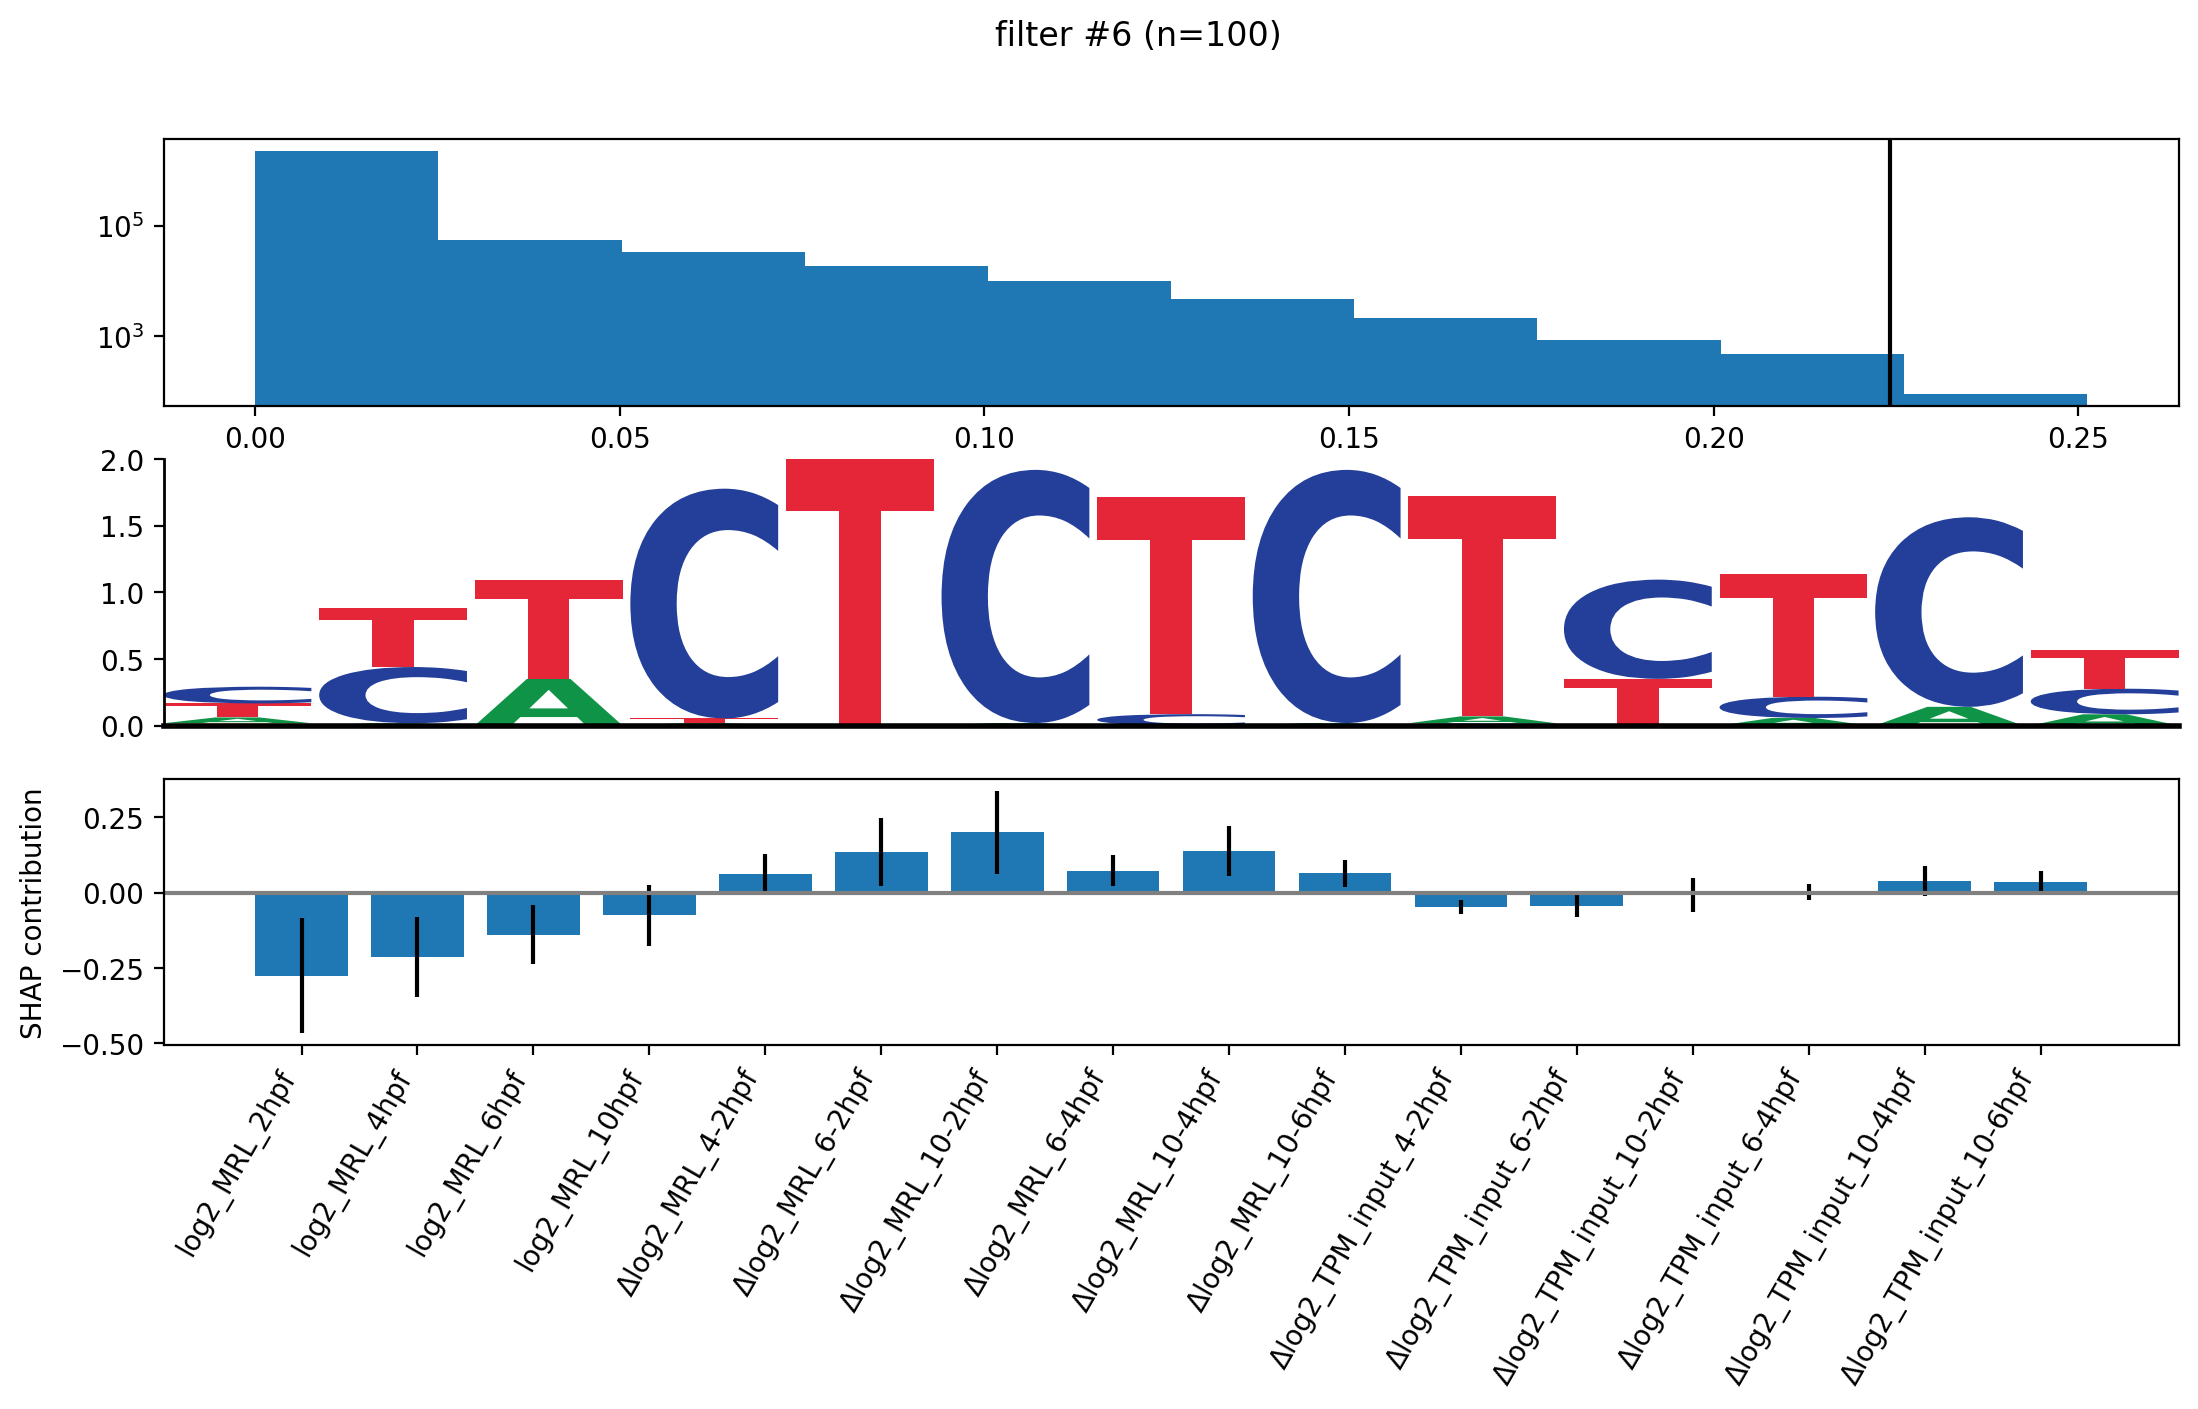 filter #6 (n=100)
10⁵
10³
0.00 0.05 0.10 0.15 0.20 0.25
2.0
1.5
1.0
0.5
0.0
C T A
T C
T A
C T
T
C
T C
C
T A
C T
T C A
C A
T C A
SHAP contribution
0.25
0.00
−0.25
−0.50
log2_MRL_2hpf
log2_MRL_4hpf
log2_MRL_6hpf
log2_MRL_10hpf
Δlog2_MRL_4-2hpf
Δlog2_MRL_6-2hpf
Δlog2_MRL_10-2hpf
Δlog2_MRL_6-4hpf
Δlog2_MRL_10-4hpf
Δlog2_MRL_10-6hpf
Δlog2_TPM_input_4-2hpf
Δlog2_TPM_input_6-2hpf
Δlog2_TPM_input_10-2hpf
Δlog2_TPM_input_6-4hpf
Δlog2_TPM_input_10-4hpf
Δlog2_TPM_input_10-6hpf